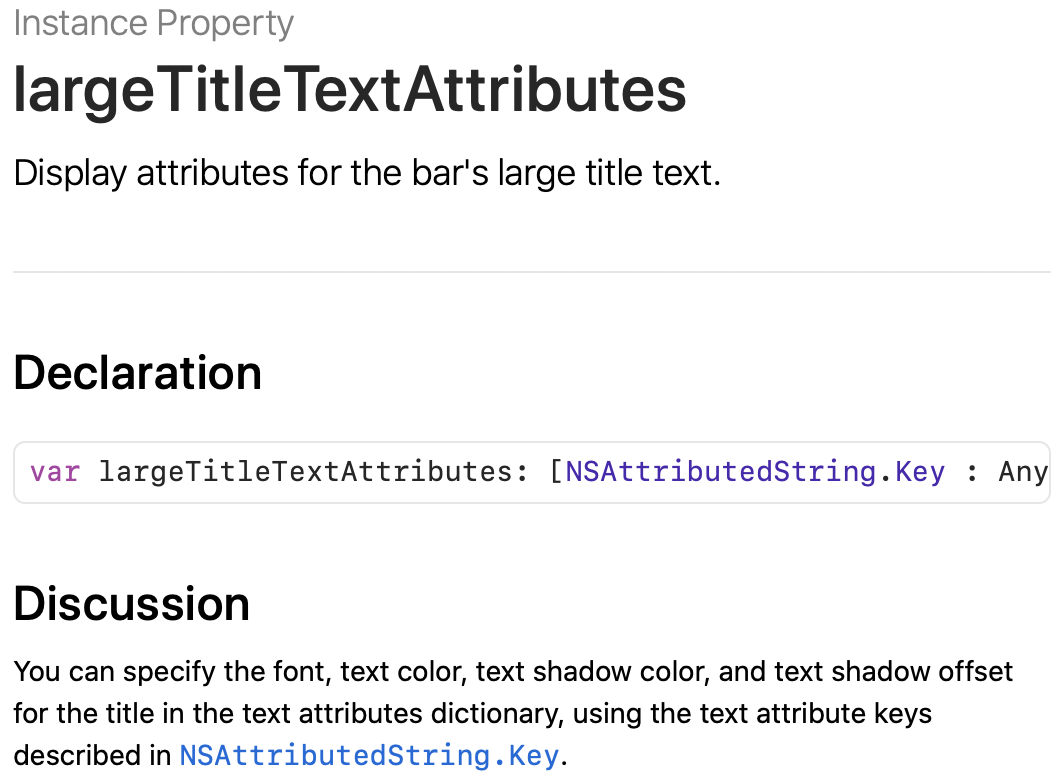 Instance Property
largeTitleTextAttributes
Display attributes for the bar's large title text.
Declaration
var largeTitleTextAttributes: [NSAttributedString.Key : Any
Discussion
You can specify the font, text color, text shadow color, and text shadow offset
for the title in the text attributes dictionary, using the text attribute keys
described in NSAttributedString.Key.